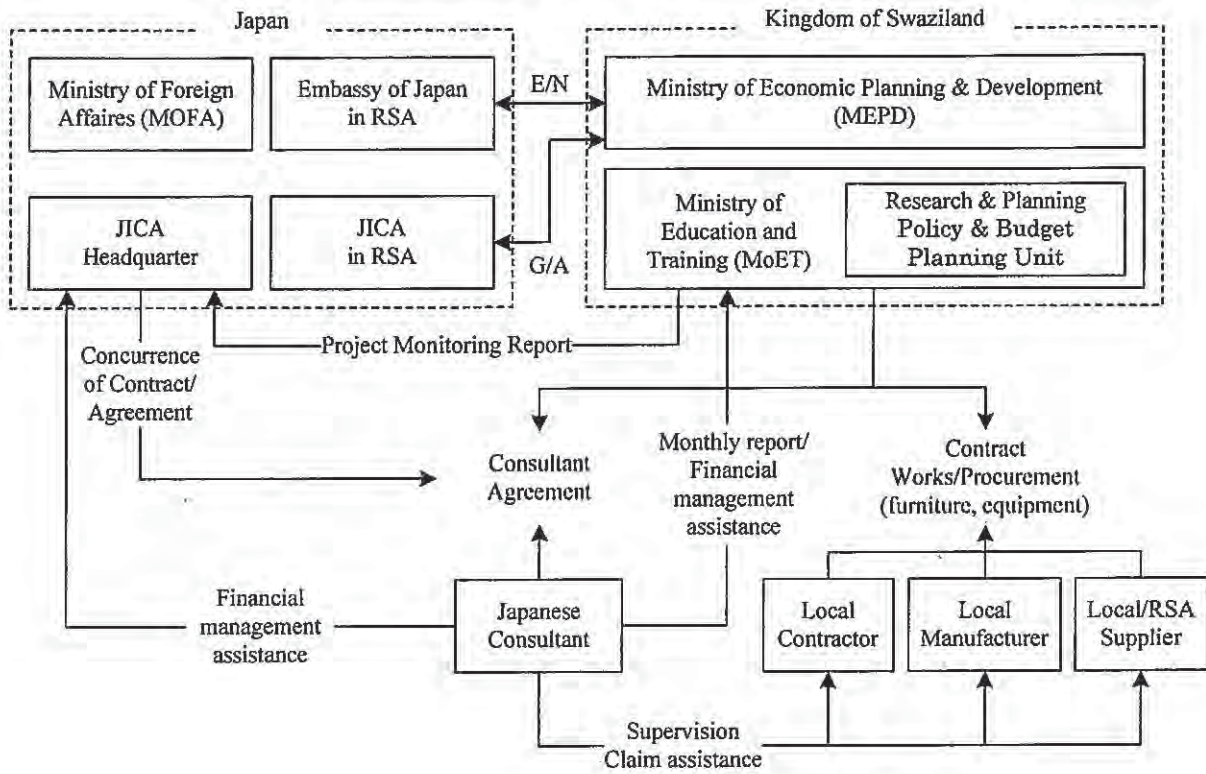 Japan
Kingdom of Swaziland
Ministry of Foreign
Affaires (MOFA)
Embassy of Japan
in RSA
E/N
Ministry of Economic Planning & Development
(MEPD)
JICA
Headquarter
JICA
in RSA
G/A
Ministry of
Education and
Training (MoET)
Research & Planning
Policy & Budget
Planning Unit
Project Monitoring Report
Concurrence
of Contract/
Agreement
Consultant
Agreement
Monthly report/
Financial
management
assistance
Contract
Works/Procurement
(furniture, equipment)
Financial
management
assistance
Japanese
Consultant
Local
Contractor
Local
Manufacturer
Local/RSA
Supplier
Supervision
Claim assistance